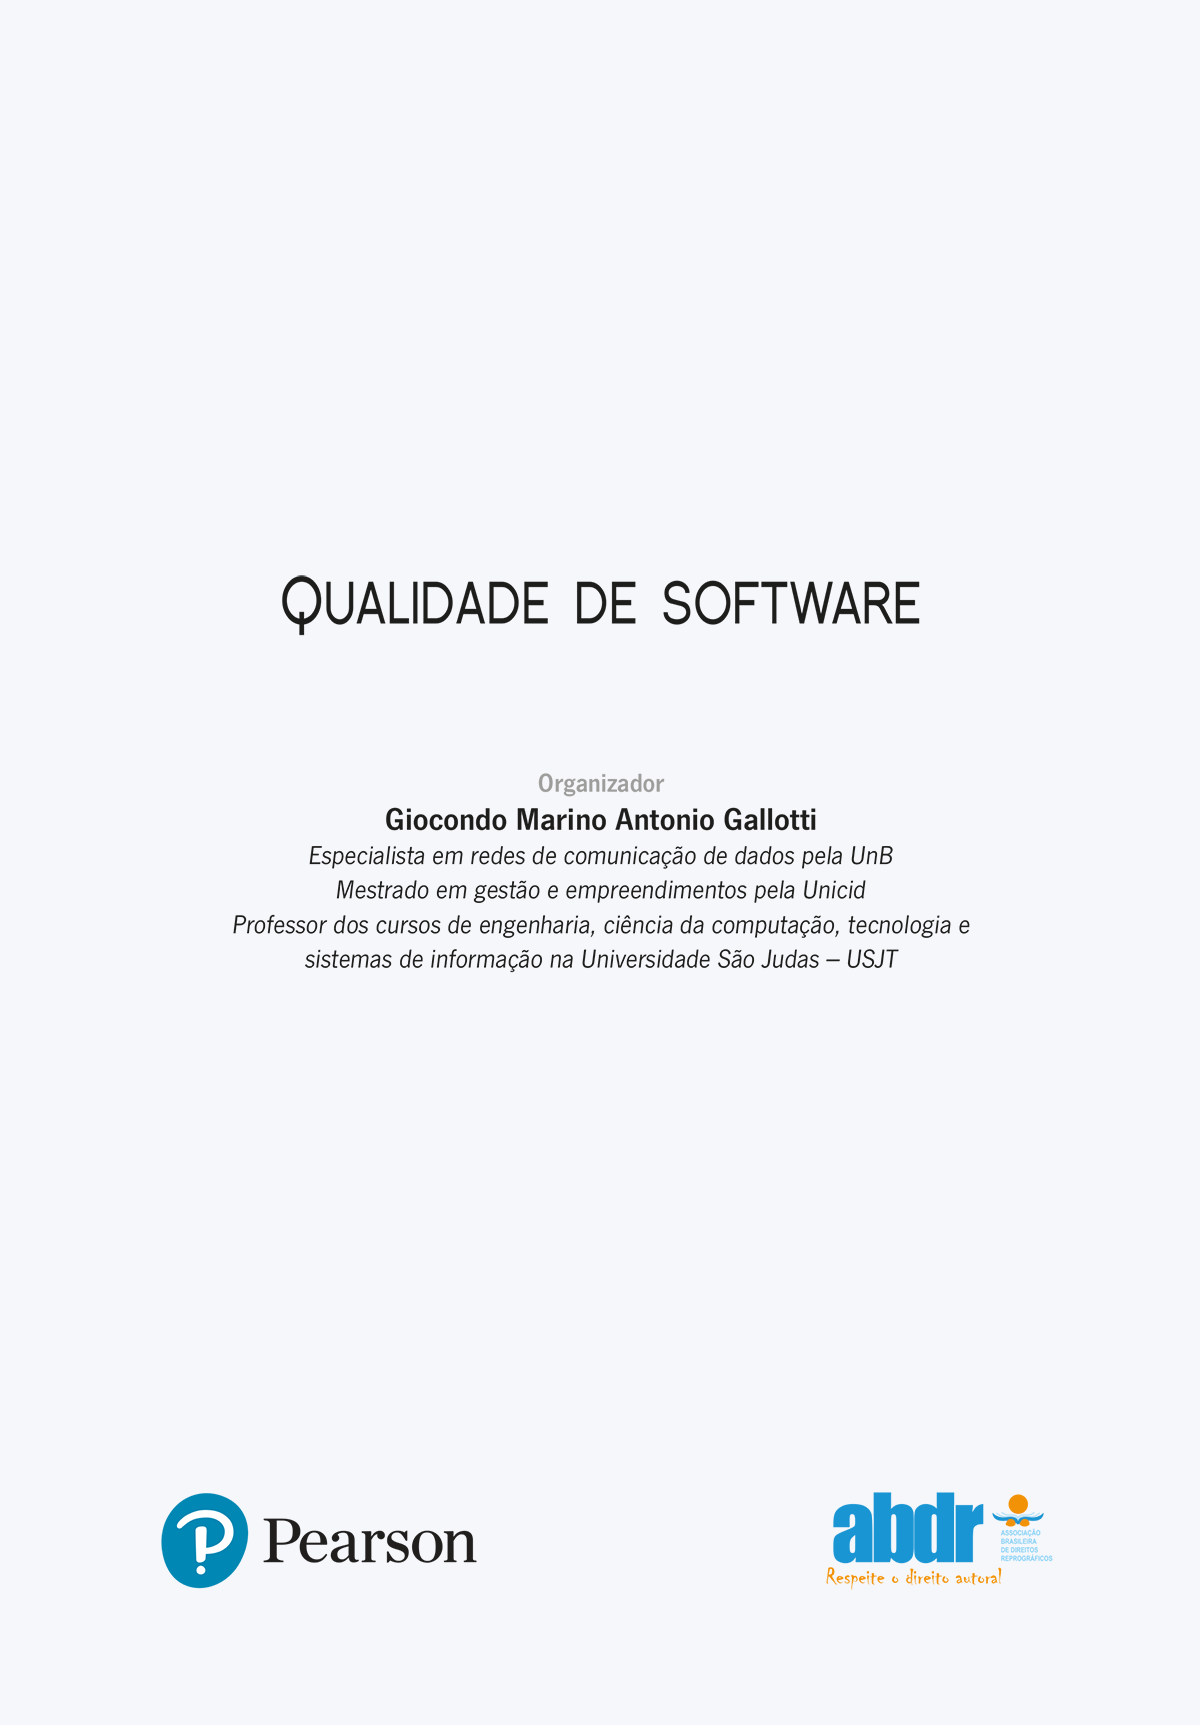 QUALIDADE DE SOFTWARE
Organizador
Giocondo Marino Antonio Gallotti
Especialista em redes de comunicação de dados pela UnB
Mestrado em gestão e empreendimentos pela Unicid
Professor dos cursos de engenharia, ciência da computação, tecnologia e
sistemas de informação na Universidade São Judas – USJT
Pearson
abdr
ASSOCIAÇÃO
BRASILEIRA
DE DIREITOS
REPROGRÁFICOS
Respeite o direito autoral